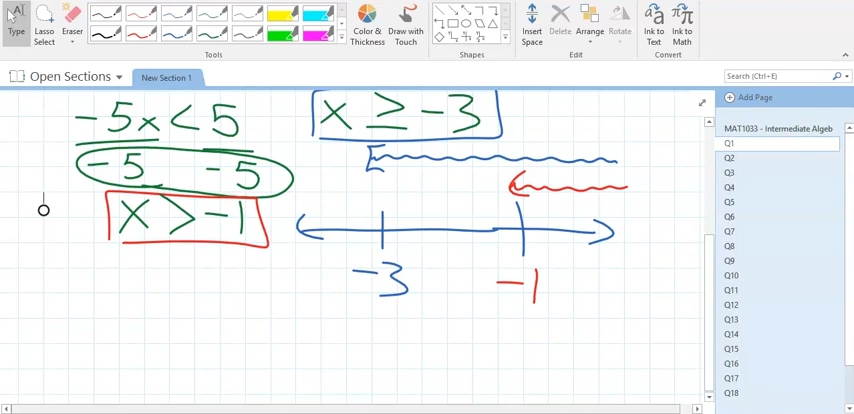 Type
Lasso Select
Eraser
Color & Thickness
Draw with Touch
Insert Space
Delete
Arrange
Rotate
Ink to Text
Ink to Math
Tools
Shapes
Edit
Convert
Open Sections
New Section 1
Search (Ctrl+E)
Add Page
-5x < 5
-5 -5
x > -1
x ≥ -3
-3
-1
MAT1033 - Intermediate Algeb
Q1
Q2
Q3
Q4
Q5
Q6
Q7
Q8
Q9
Q10
Q11
Q12
Q13
Q14
Q15
Q16
Q17
Q18